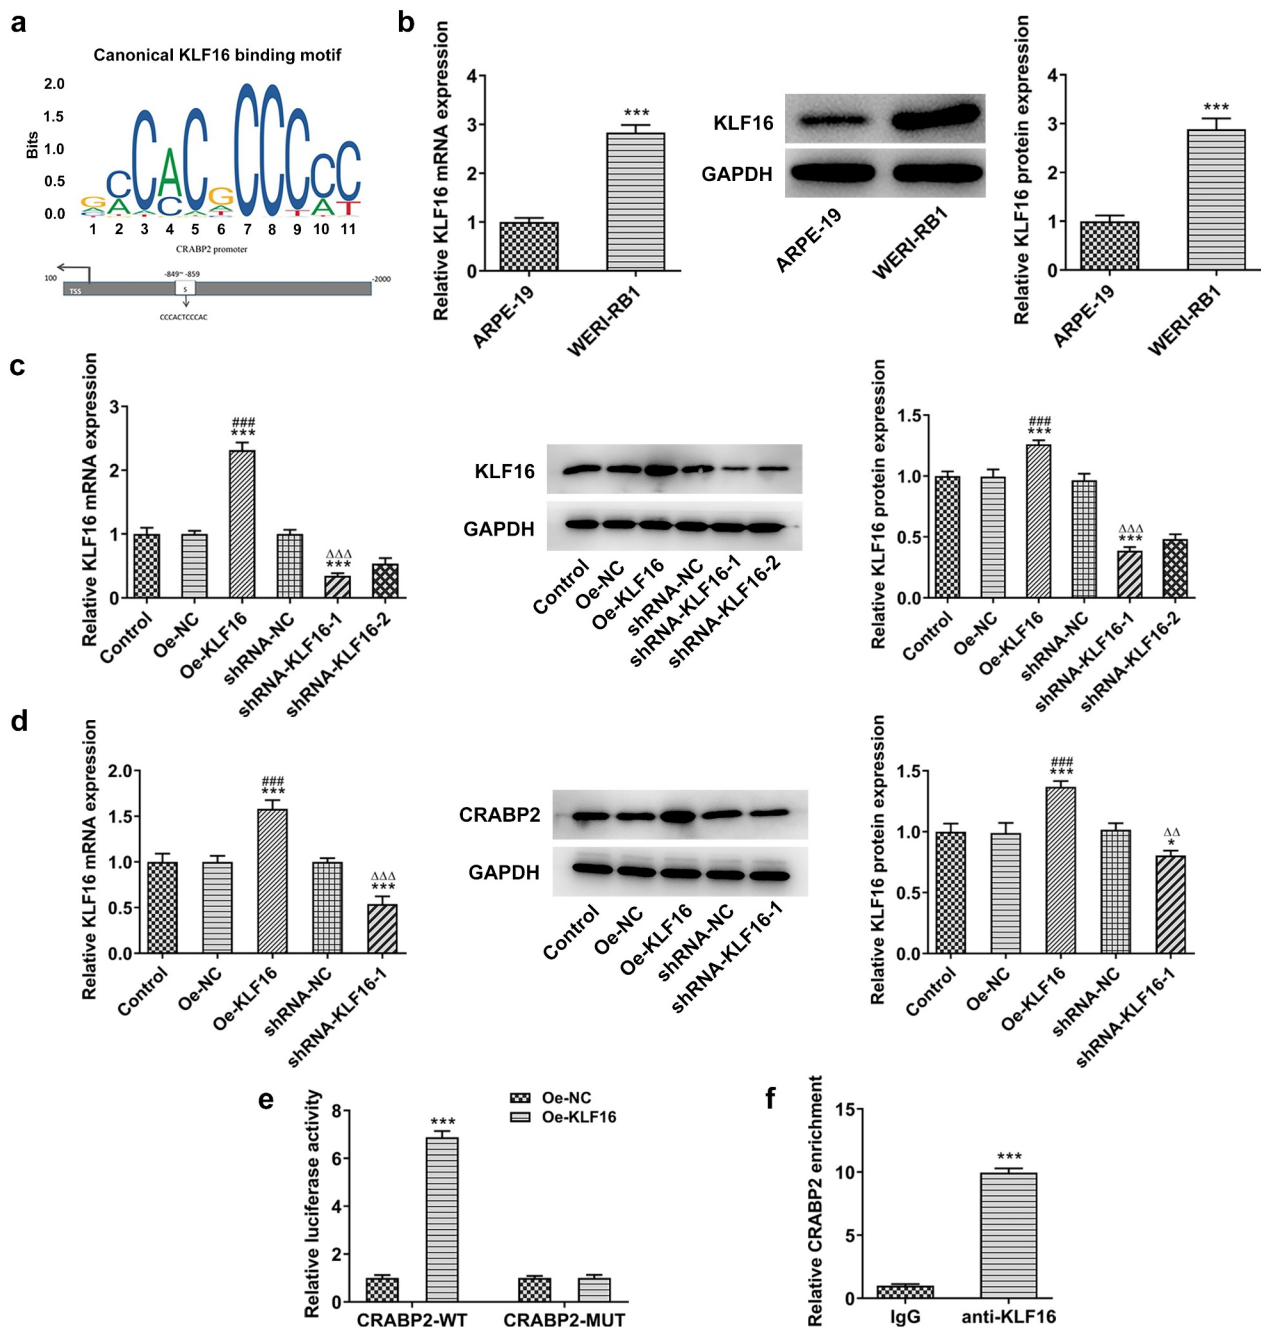 a
Canonical KLF16 binding motif
Bits
2.0
1.5
1.0
0.5
0.0
1 2 3 4 5 6 7 8 9 10 11
CRABP2 promoter
100
-849~ -859
-2000
TSS
S
CCCACTCCCAC
b
Relative KLF16 mRNA expression
4
3
2
1
0
***
ARPE-19
WERI-RB1
KLF16
GAPDH
ARPE-19
WERI-RB1
Relative KLF16 protein expression
4
3
2
1
0
***
ARPE-19
WERI-RB1
c
Relative KLF16 mRNA expression
3
2
1
0
###
***
ΔΔΔ
***
Control
Oe-NC
Oe-KLF16
shRNA-NC
shRNA-KLF16-1
shRNA-KLF16-2
KLF16
GAPDH
Control
Oe-NC
Oe-KLF16
shRNA-NC
shRNA-KLF16-1
shRNA-KLF16-2
Relative KLF16 protein expression
1.5
1.0
0.5
0.0
###
***
ΔΔΔ
***
Control
Oe-NC
Oe-KLF16
shRNA-NC
shRNA-KLF16-1
shRNA-KLF16-2
d
Relative KLF16 mRNA expression
2.0
1.5
1.0
0.5
0.0
###
***
ΔΔΔ
***
Control
Oe-NC
Oe-KLF16
shRNA-NC
shRNA-KLF16-1
CRABP2
GAPDH
Control
Oe-NC
Oe-KLF16
shRNA-NC
shRNA-KLF16-1
Relative KLF16 protein expression
1.5
1.0
0.5
0.0
###
***
ΔΔ
*
Control
Oe-NC
Oe-KLF16
shRNA-NC
shRNA-KLF16-1
e
Relative luciferase activity
8
6
4
2
0
***
Oe-NC
Oe-KLF16
CRABP2-WT
CRABP2-MUT
f
Relative CRABP2 enrichment
15
10
5
0
***
IgG
anti-KLF16